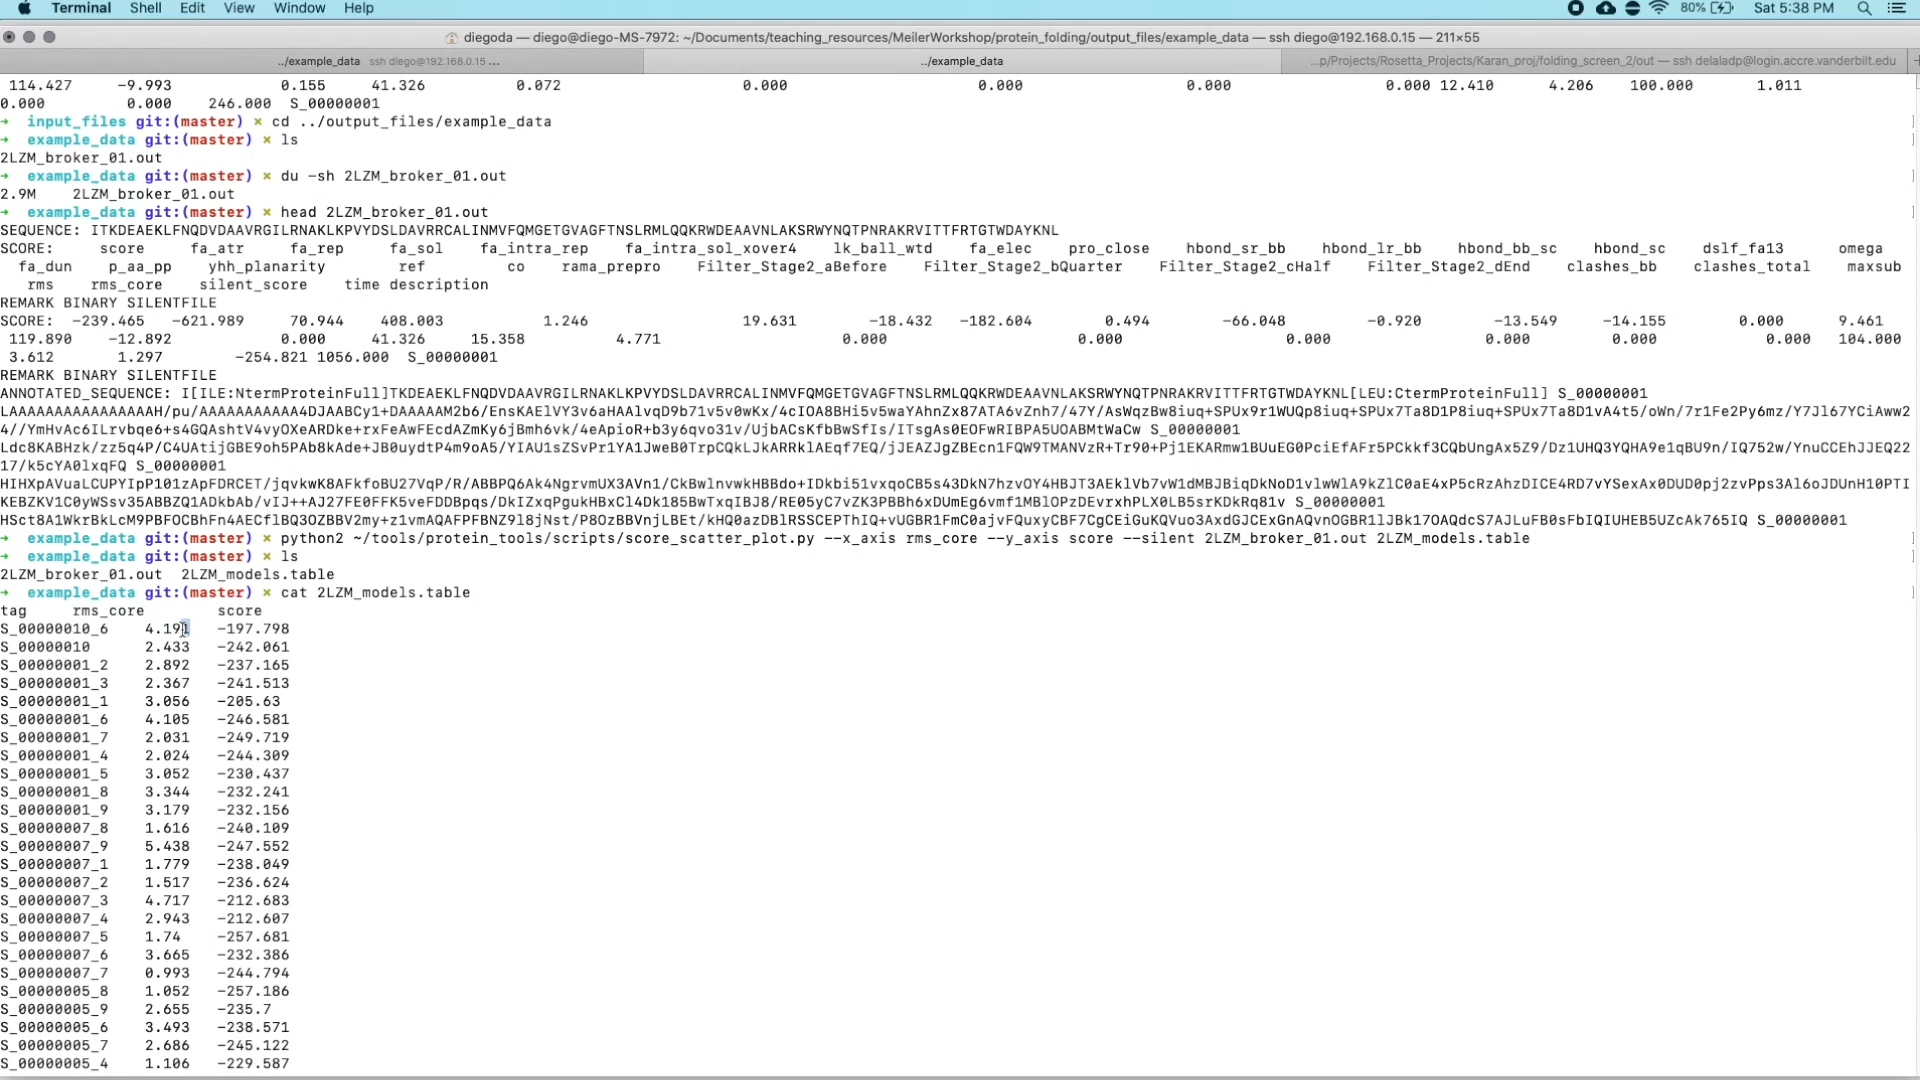 Terminal Shell Edit View Window Help 80% Sat 5:38 PM
diegoda — diego@diego-MS-7972: ~/Documents/teaching_resources/MeilerWorkshop/protein_folding/output_files/example_data — ssh diego@192.168.0.15 — 211×55
../example_data ssh diego@192.168.0.15 ... ../example_data ...p/Projects/Rosetta_Projects/Karan_proj/folding_screen_2/out — ssh delaladp@login.accre.vanderbilt.edu
114.427 -9.993 0.155 41.326 0.072 0.000 0.000 0.000 0.000 12.410 4.206 100.000 1.011
0.000 0.000 246.000 S_00000001
→ input_files git:(master) × cd ../output_files/example_data
→ example_data git:(master) × ls
2LZM_broker_01.out
→ example_data git:(master) × du -sh 2LZM_broker_01.out
2.9M 2LZM_broker_01.out
→ example_data git:(master) × head 2LZM_broker_01.out
SEQUENCE: ITKDEAEKLFNQDVDAAVRGILRNAKLKPVYDSLDAVRRCALINMVFQMGETGVAGFTNSLRMLQQKRWDEAAVNLAKSRWYNQTPNRAKRVITTFRTGTWDAYKNL
SCORE: score fa_atr fa_rep fa_sol fa_intra_rep fa_intra_sol_xover4 lk_ball_wtd fa_elec pro_close hbond_sr_bb hbond_lr_bb hbond_bb_sc hbond_sc dslf_fa13 omega
fa_dun p_aa_pp yhh_planarity ref co rama_prepro Filter_Stage2_aBefore Filter_Stage2_bQuarter Filter_Stage2_cHalf Filter_Stage2_dEnd clashes_bb clashes_total maxsub
rms rms_core silent_score time description
REMARK BINARY SILENTFILE
SCORE: -239.465 -621.989 70.944 408.003 1.246 19.631 -18.432 -182.604 0.494 -66.048 -0.920 -13.549 -14.155 0.000 9.461
119.890 -12.892 0.000 41.326 15.358 4.771 0.000 0.000 0.000 0.000 0.000 0.000 104.000
3.612 1.297 -254.821 1056.000 S_00000001
REMARK BINARY SILENTFILE
ANNOTATED_SEQUENCE: I[ILE:NtermProteinFull]TKDEAEKLFNQDVDAAVRGILRNAKLKPVYDSLDAVRRCALINMVFQMGETGVAGFTNSLRMLQQKRWDEAAVNLAKSRWYNQTPNRAKRVITTFRTGTWDAYKNL[LEU:CtermProteinFull] S_00000001
S_00000001
S_00000001
S_00000001
S_00000001
→ example_data git:(master) × python2 ~/tools/protein_tools/scripts/score_scatter_plot.py --x_axis rms_core --y_axis score --silent 2LZM_broker_01.out 2LZM_models.table
→ example_data git:(master) × ls
2LZM_broker_01.out 2LZM_models.table
→ example_data git:(master) × cat 2LZM_models.table
tag rms_core score
S_00000010_6 4.191 -197.798
S_00000010 2.433 -242.061
S_00000001_2 2.892 -237.165
S_00000001_3 2.367 -241.513
S_00000001_1 3.056 -205.63
S_00000001_6 4.105 -246.581
S_00000001_7 2.031 -249.719
S_00000001_4 2.024 -244.309
S_00000001_5 3.052 -230.437
S_00000001_8 3.344 -232.241
S_00000001_9 3.179 -232.156
S_00000007_8 1.616 -240.109
S_00000007_9 5.438 -247.552
S_00000007_1 1.779 -238.049
S_00000007_2 1.517 -236.624
S_00000007_3 4.717 -212.683
S_00000007_4 2.943 -212.607
S_00000007_5 1.74 -257.681
S_00000007_6 3.665 -232.386
S_00000007_7 0.993 -244.794
S_00000005_8 1.052 -257.186
S_00000005_9 2.655 -235.7
S_00000005_6 3.493 -238.571
S_00000005_7 2.686 -245.122
S_00000005_4 1.106 -229.587